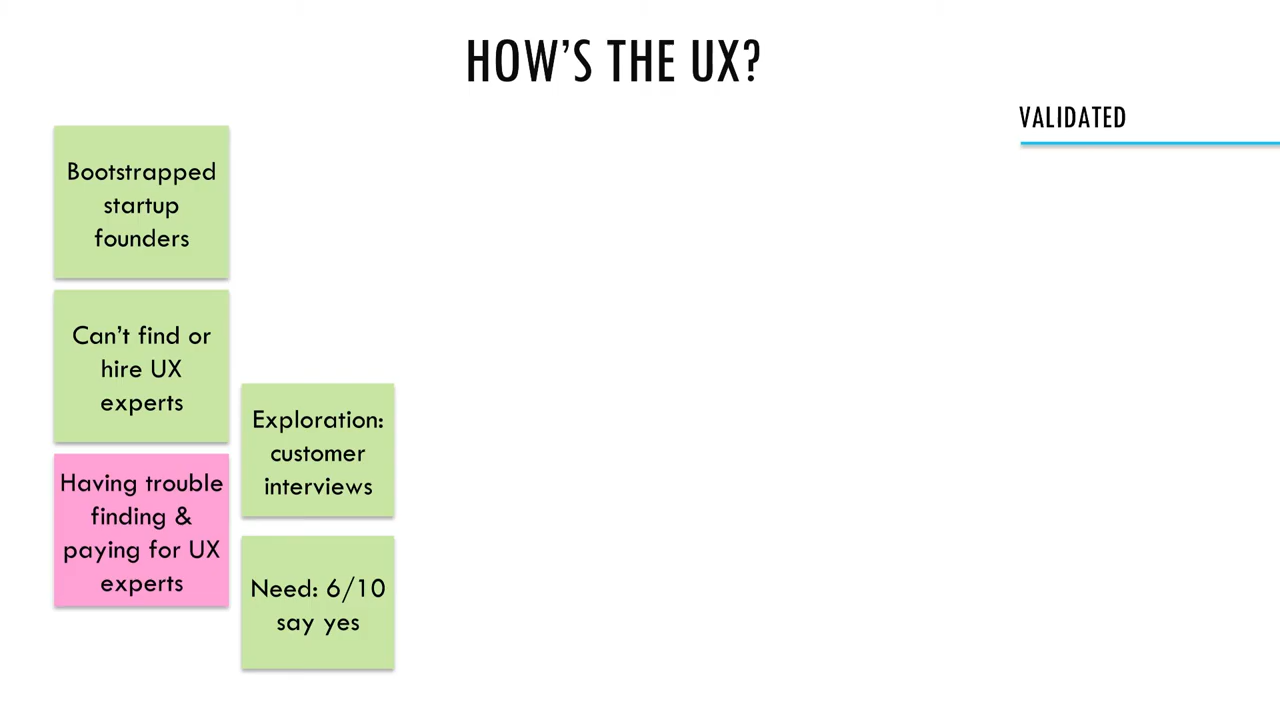 HOW'S THE UX?
VALIDATED
Bootstrapped
startup
founders
Can't find or
hire UX
experts
Having trouble
finding &
paying for UX
experts
Exploration:
customer
interviews
Need: 6/10
say yes